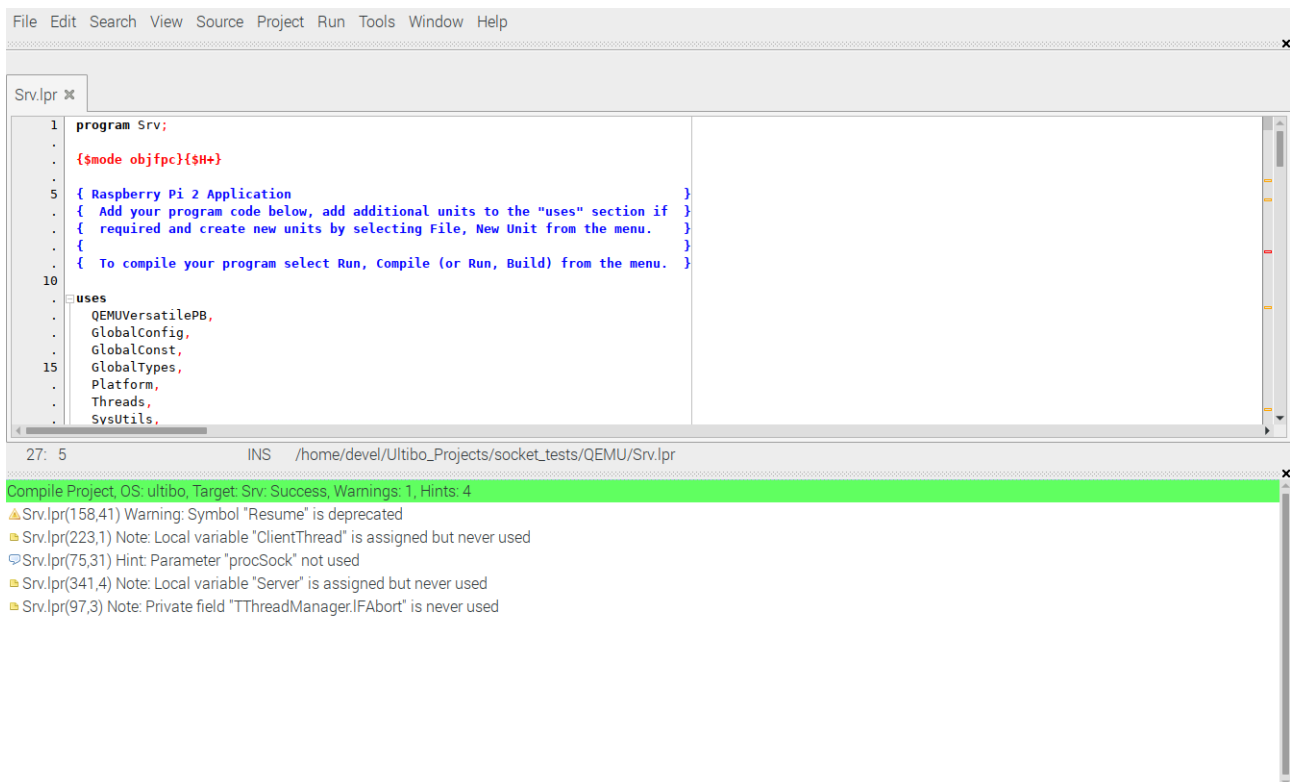 File Edit Search View Source Project Run Tools Window Help
Srv.lpr
1 program Srv;
.
. {$mode objfpc}{$H+}
.
5 { Raspberry Pi 2 Application }
. { Add your program code below, add additional units to the "uses" section if }
. { required and create new units by selecting File, New Unit from the menu. }
. { }
. { To compile your program select Run, Compile (or Run, Build) from the menu. }
10
. uses
. QEMUVersatilePB,
. GlobalConfig,
. GlobalConst,
15 GlobalTypes,
. Platform,
. Threads,
. SysUtils,
27: 5 INS /home/devel/Ultibo_Projects/socket_tests/QEMU/Srv.lpr
Compile Project, OS: ultibo, Target: Srv: Success, Warnings: 1, Hints: 4
Srv.lpr(158,41) Warning: Symbol "Resume" is deprecated
Srv.lpr(223,1) Note: Local variable "ClientThread" is assigned but never used
Srv.lpr(75,31) Hint: Parameter "procSock" not used
Srv.lpr(341,4) Note: Local variable "Server" is assigned but never used
Srv.lpr(97,3) Note: Private field "TThreadManager.lFAbort" is never used